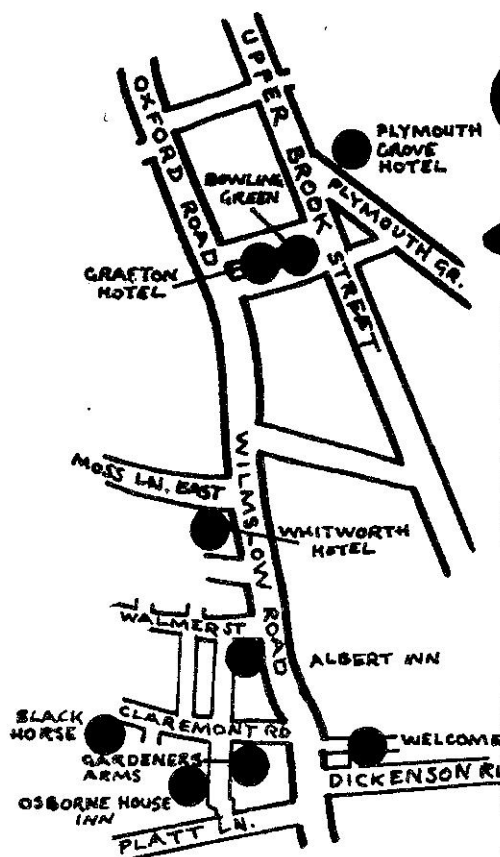 UPPER BROOK STREET
OXFORD ROAD
PLYMOUTH
GROVE
HOTEL
BOWLING
GREEN
PLYMOUTH GR.
GRAFTON
HOTEL
MOSS LN. EAST
WILMSLOW ROAD
WHITWORTH
HOTEL
WALMER ST
ALBERT INN
BLACK
HORSE
CLAREMONT RD
WELCOME
GARDENERS
ARMS
DICKENSON
OSBORNE HOUSE
INN
PLATT LN.